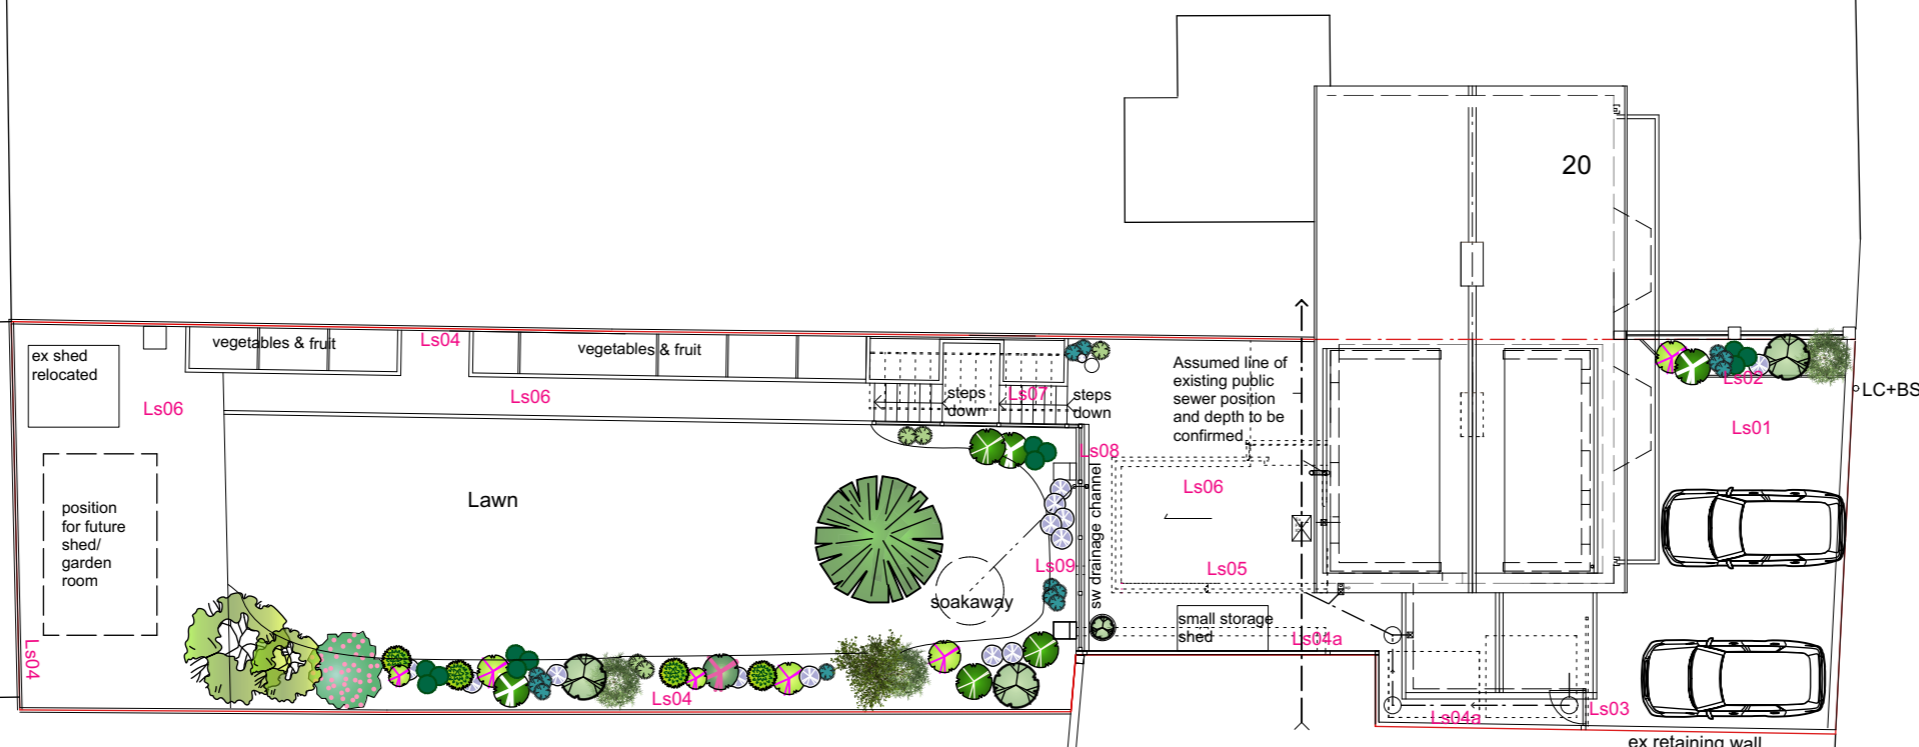 20
ex shed
relocated
vegetables & fruit
Ls04
vegetables & fruit
Ls06
Ls06
steps
down
Ls07
steps
down
Assumed line of
existing public
sewer position
and depth to be
confirmed
Ls02
LC+BS
Ls01
Ls08
Ls06
Lawn
position
for future
shed/
garden
room
sw drainage channel
Ls09
Ls05
soakaway
small storage
shed
Ls04a
Ls04
Ls04
Ls04a
Ls03
ex retaining wall